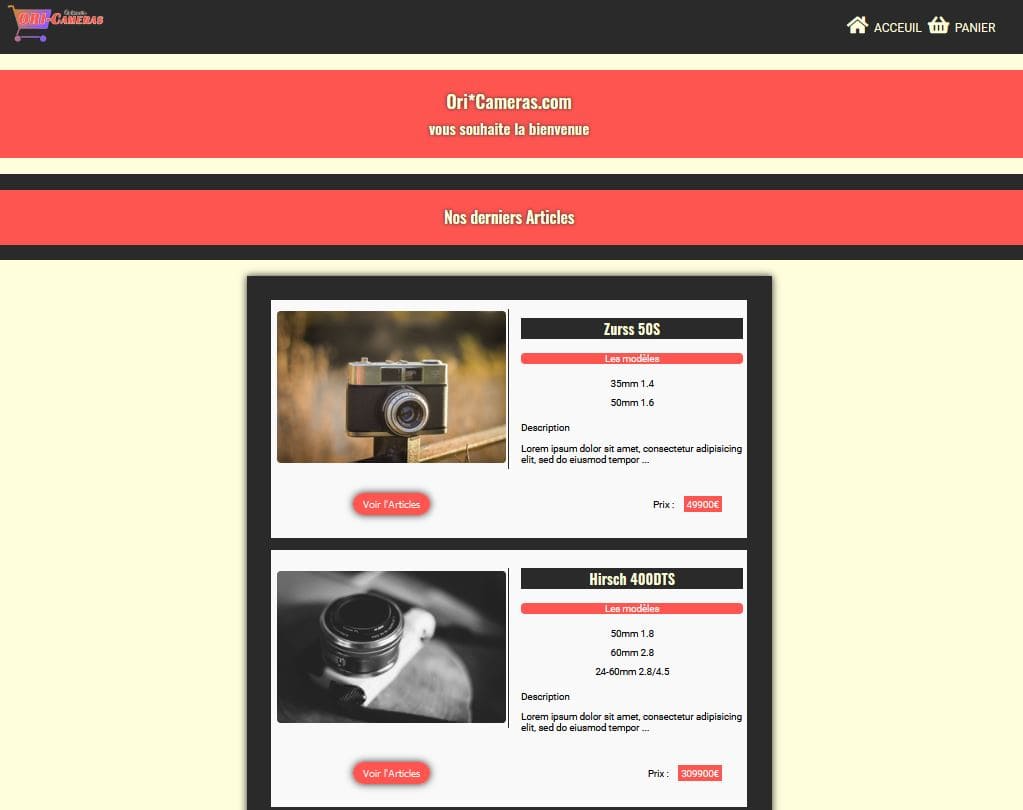 ORI-CAMERAS
ACCEUIL PANIER
Ori*Cameras.com
vous souhaite la bienvenue
Nos derniers Articles
Zurss 50S
Les modèles
35mm 1.4
50mm 1.6
Description
Lorem ipsum dolor sit amet, consectetur adipisicing
elit, sed do eiusmod tempor ...
Voir l'Articles
Prix : 49900€
Hirsch 400DTS
Les modèles
50mm 1.8
60mm 2.8
24-60mm 2.8/4.5
Description
Lorem ipsum dolor sit amet, consectetur adipisicing
elit, sed do eiusmod tempor ...
Voir l'Articles
Prix : 309900€